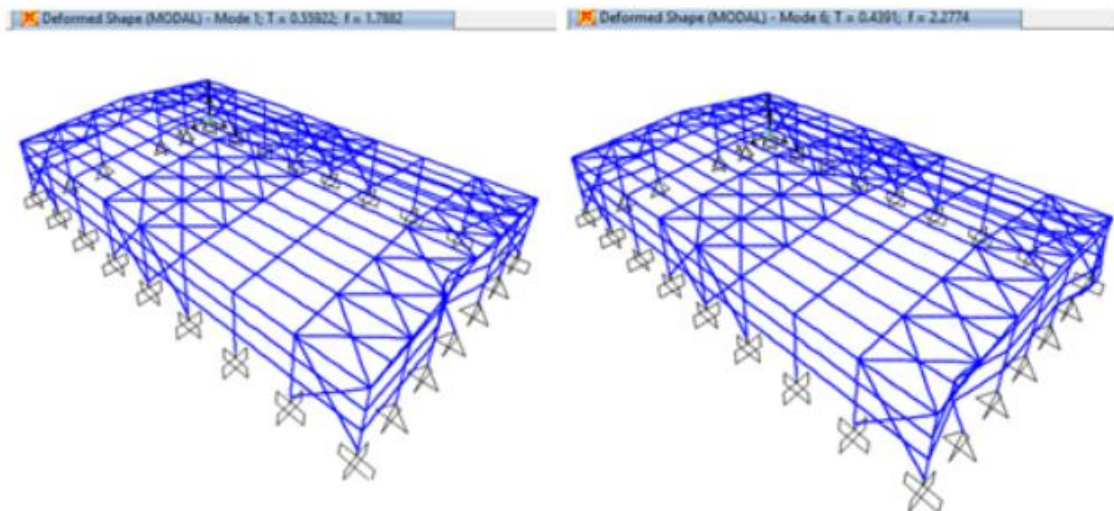 Deformed Shape (MODAL) - Mode 1; T = 0.55922; f = 1.7882
Deformed Shape (MODAL) - Mode 6; T = 0.4391; f = 2.2774